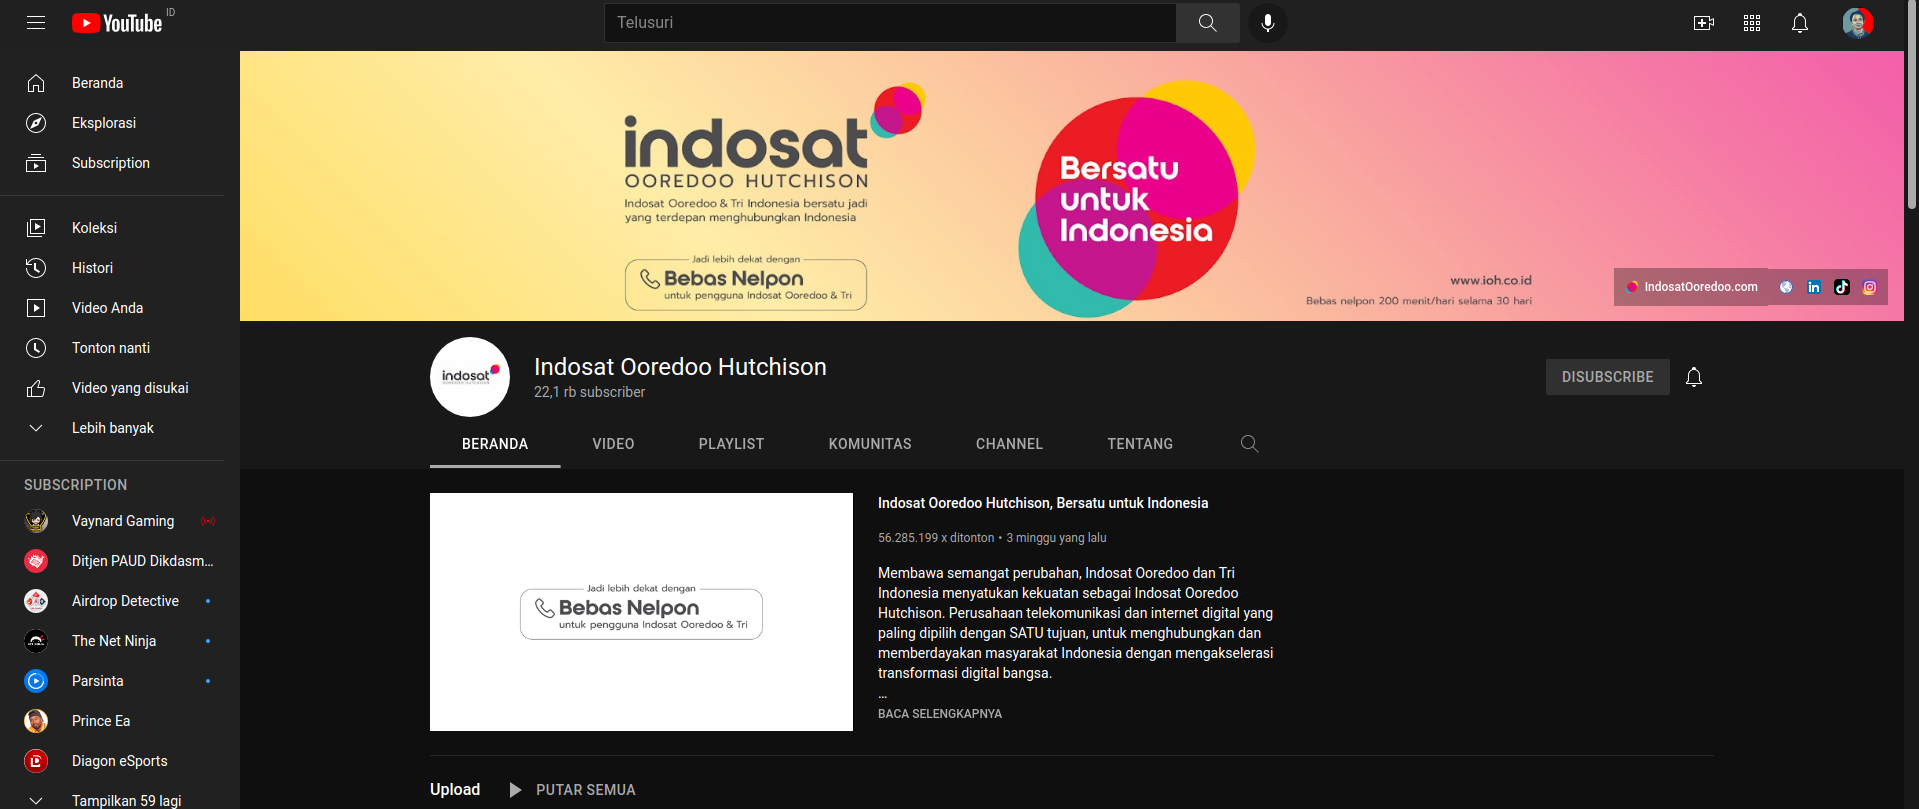 YouTube ID
Telusuri
Beranda
Eksplorasi
Subscription
Koleksi
Histori
Video Anda
Tonton nanti
Video yang disukai
Lebih banyak
SUBSCRIPTION
Vaynard Gaming
Ditjen PAUD Dikdasm...
Airdrop Detective
The Net Ninja
Parsinta
Prince Ea
Diagon eSports
Tampilkan 59 lagi
indosat
OOREDOO HUTCHISON
Indosat Ooredoo & Tri Indonesia bersatu jadi
yang terdepan menghubungkan Indonesia
Jadi lebih dekat dengan
Bebas Nelpon
untuk pengguna Indosat Ooredoo & Tri
Bersatu
untuk
Indonesia
www.ioh.co.id
Bebas nelpon 200 menit/hari selama 30 hari
IndosatOoredoo.com
indosat
OOREDOO HUTCHISON
Indosat Ooredoo Hutchison
22,1 rb subscriber
DISUBSCRIBE
BERANDA VIDEO PLAYLIST KOMUNITAS CHANNEL TENTANG
Jadi lebih dekat dengan
Bebas Nelpon
untuk pengguna Indosat Ooredoo & Tri
Indosat Ooredoo Hutchison, Bersatu untuk Indonesia
56.285.199 x ditonton • 3 minggu yang lalu
Membawa semangat perubahan, Indosat Ooredoo dan Tri
Indonesia menyatukan kekuatan sebagai Indosat Ooredoo
Hutchison. Perusahaan telekomunikasi dan internet digital yang
paling dipilih dengan SATU tujuan, untuk menghubungkan dan
memberdayakan masyarakat Indonesia dengan mengakselerasi
transformasi digital bangsa.
...
BACA SELENGKAPNYA
Upload PUTAR SEMUA